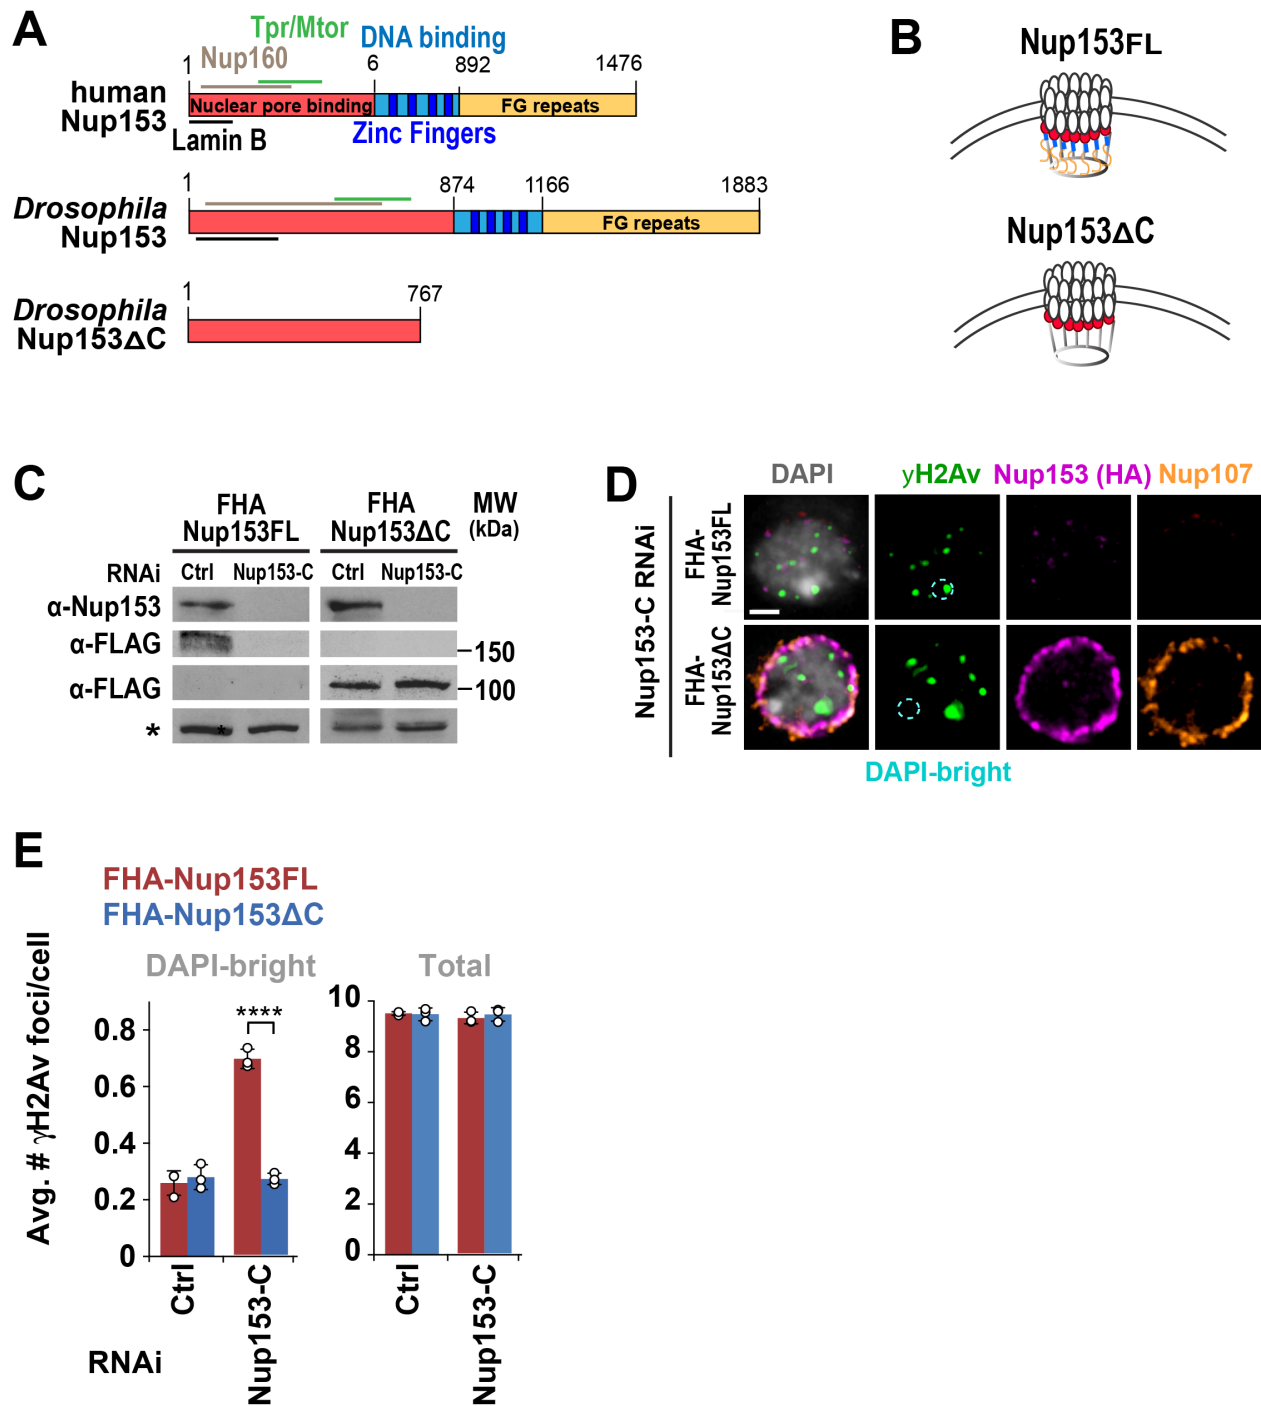 A
Tpr/Mtor
Nup160
DNA binding
1
6
892
1476
human
Nup153
Nuclear pore binding
FG repeats
Lamin B
Zinc Fingers
1
874
1166
1883
Drosophila
Nup153
FG repeats
1
767
Drosophila
Nup153ΔC
B
Nup153FL
Nup153ΔC
C
FHA
Nup153FL
FHA
Nup153ΔC
MW
(kDa)
RNAi
Ctrl
Nup153-C
Ctrl
Nup153-C
α-Nup153
α-FLAG
150
α-FLAG
100
*
*
D
DAPI
γH2Av
Nup153 (HA)
Nup107
Nup153-C RNAi
FHA-
Nup153FL
FHA-
Nup153ΔC
DAPI-bright
E
FHA-Nup153FL
FHA-Nup153ΔC
Avg. # γH2Av foci/cell
DAPI-bright
****
0.8
0.6
0.4
0.2
0
Ctrl
Nup153-C
Total
10
8
6
4
2
0
Ctrl
Nup153-C
RNAi